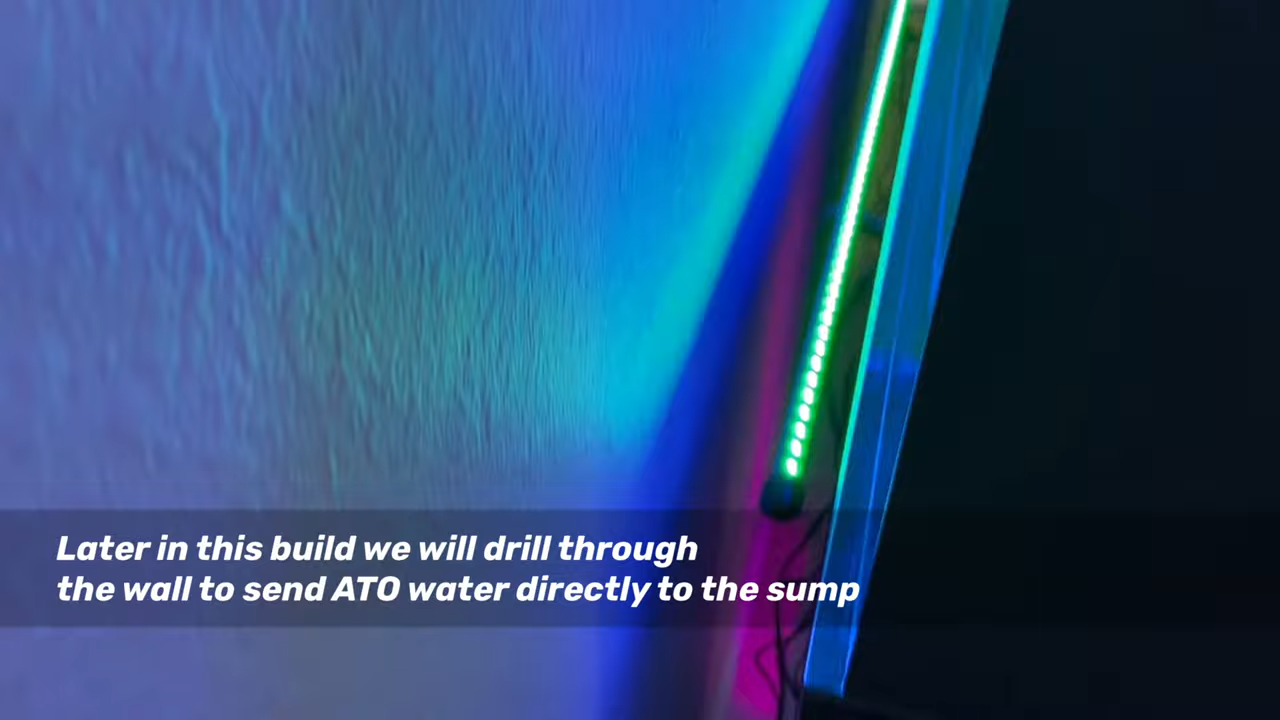 Later in this build we will drill through
the wall to send ATO water directly to the sump